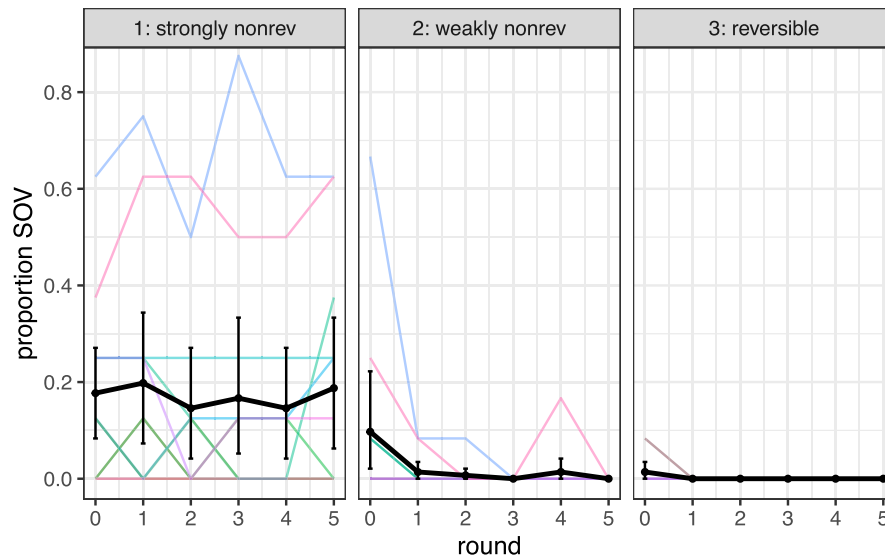 1: strongly nonrev
2: weakly nonrev
3: reversible
0.8
0.6
0.4
0.2
0.0
proportion SOV
0 1 2 3 4 5
0 1 2 3 4 5
0 1 2 3 4 5
round